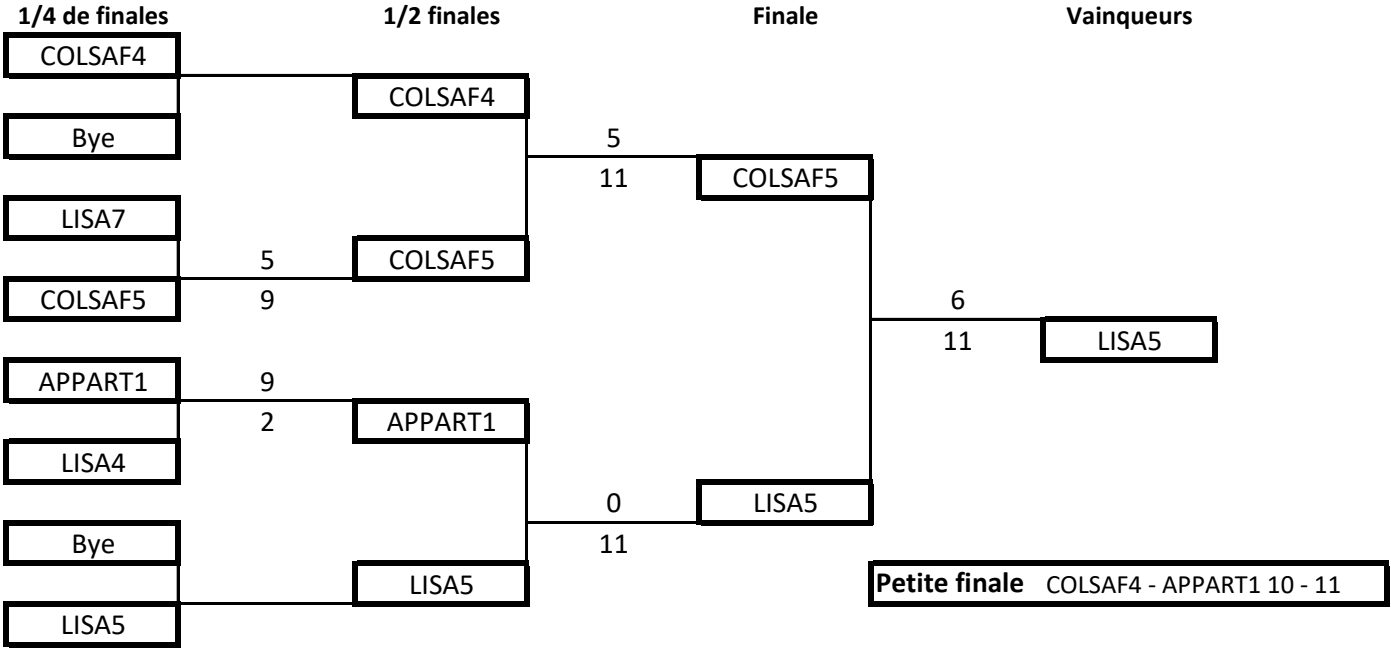 1/4 de finales 1/2 finales Finale Vainqueurs
COLSAF4
COLSAF4
Bye 5
11 COLSAF5
LISA7
5 COLSAF5
COLSAF5 9 6
11 LISA5
APPART1 9
2 APPART1
LISA4
0 LISA5
Bye 11
LISA5 Petite finale COLSAF4 - APPART1 10 - 11
LISA5